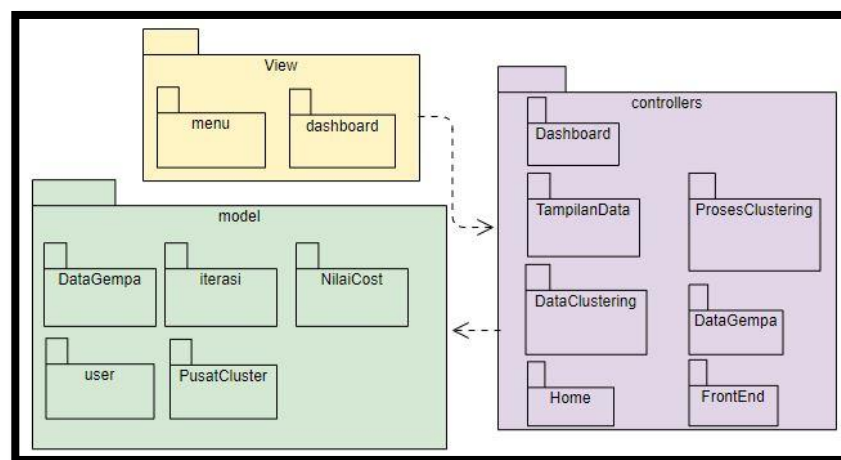 View
menu
dashboard
controllers
Dashboard
TampilanData
ProsesClustering
DataClustering
DataGempa
Home
FrontEnd
model
DataGempa
iterasi
NilaiCost
user
PusatCluster